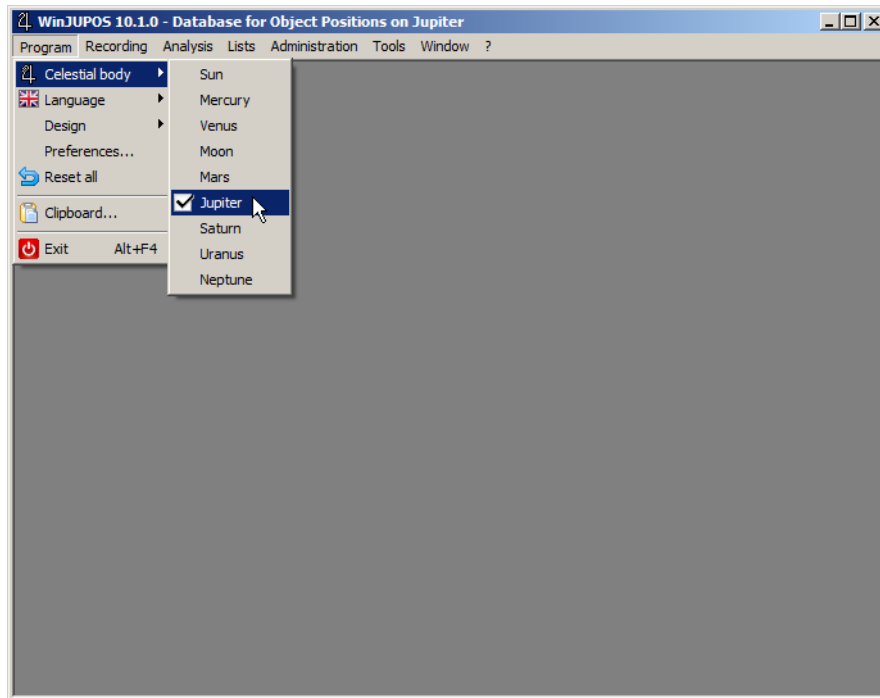 WinJUPOS 10.1.0 - Database for Object Positions on Jupiter
Program Recording Analysis Lists Administration Tools Window ?
Celestial body
Language
Design
Preferences...
Reset all
Clipboard...
Exit Alt+F4
Sun
Mercury
Venus
Moon
Mars
Jupiter
Saturn
Uranus
Neptune